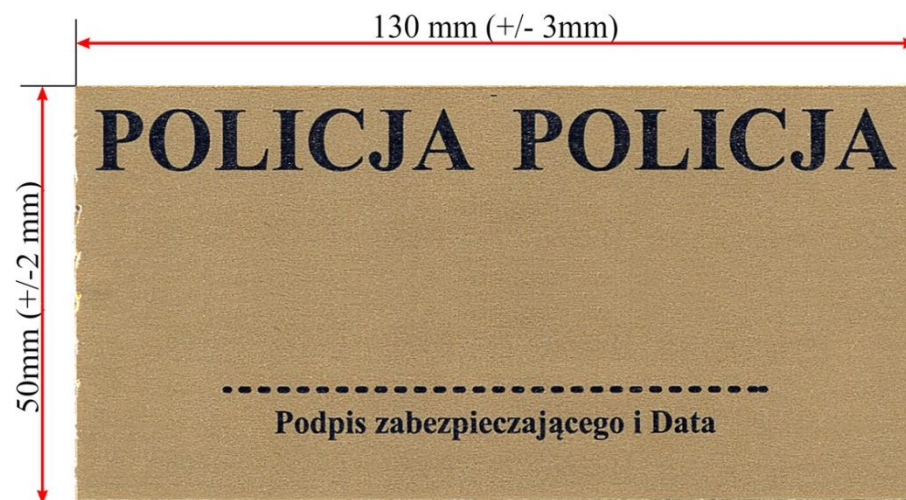 130 mm (+/- 3mm)
POLICJA POLICJA
50mm (+/-2 mm)
Podpis zabezpieczającego i Data